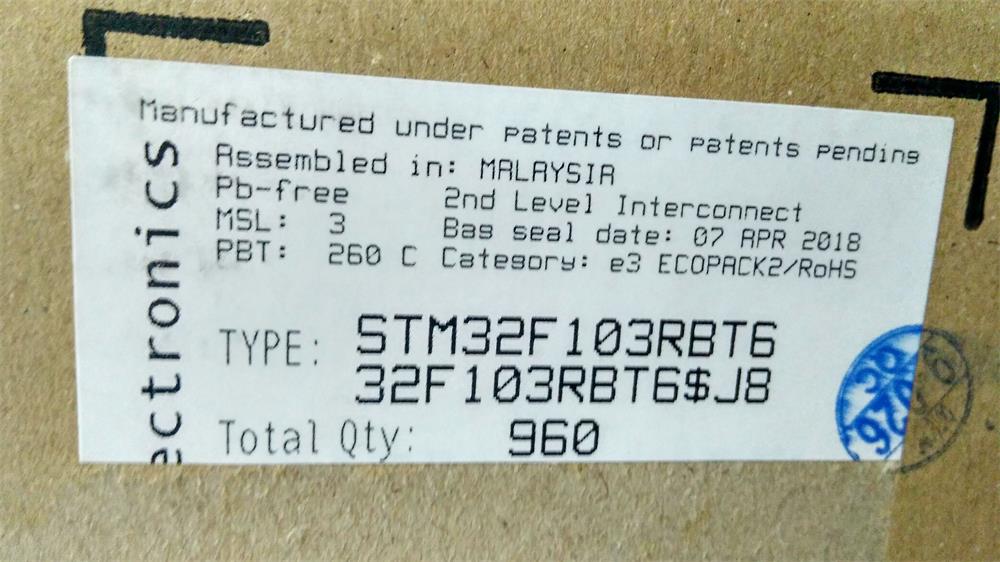 Manufactured under patents or patents pending
Assembled in: MALAYSIA
Pb-free 2nd Level Interconnect
MSL: 3 Bag seal date: 07 APR 2018
PBT: 260 C Category: e3 ECOPACK2/RoHS
TYPE: STM32F103RBT6
32F103RBT6$J8
Total Qty: 960
ectronics